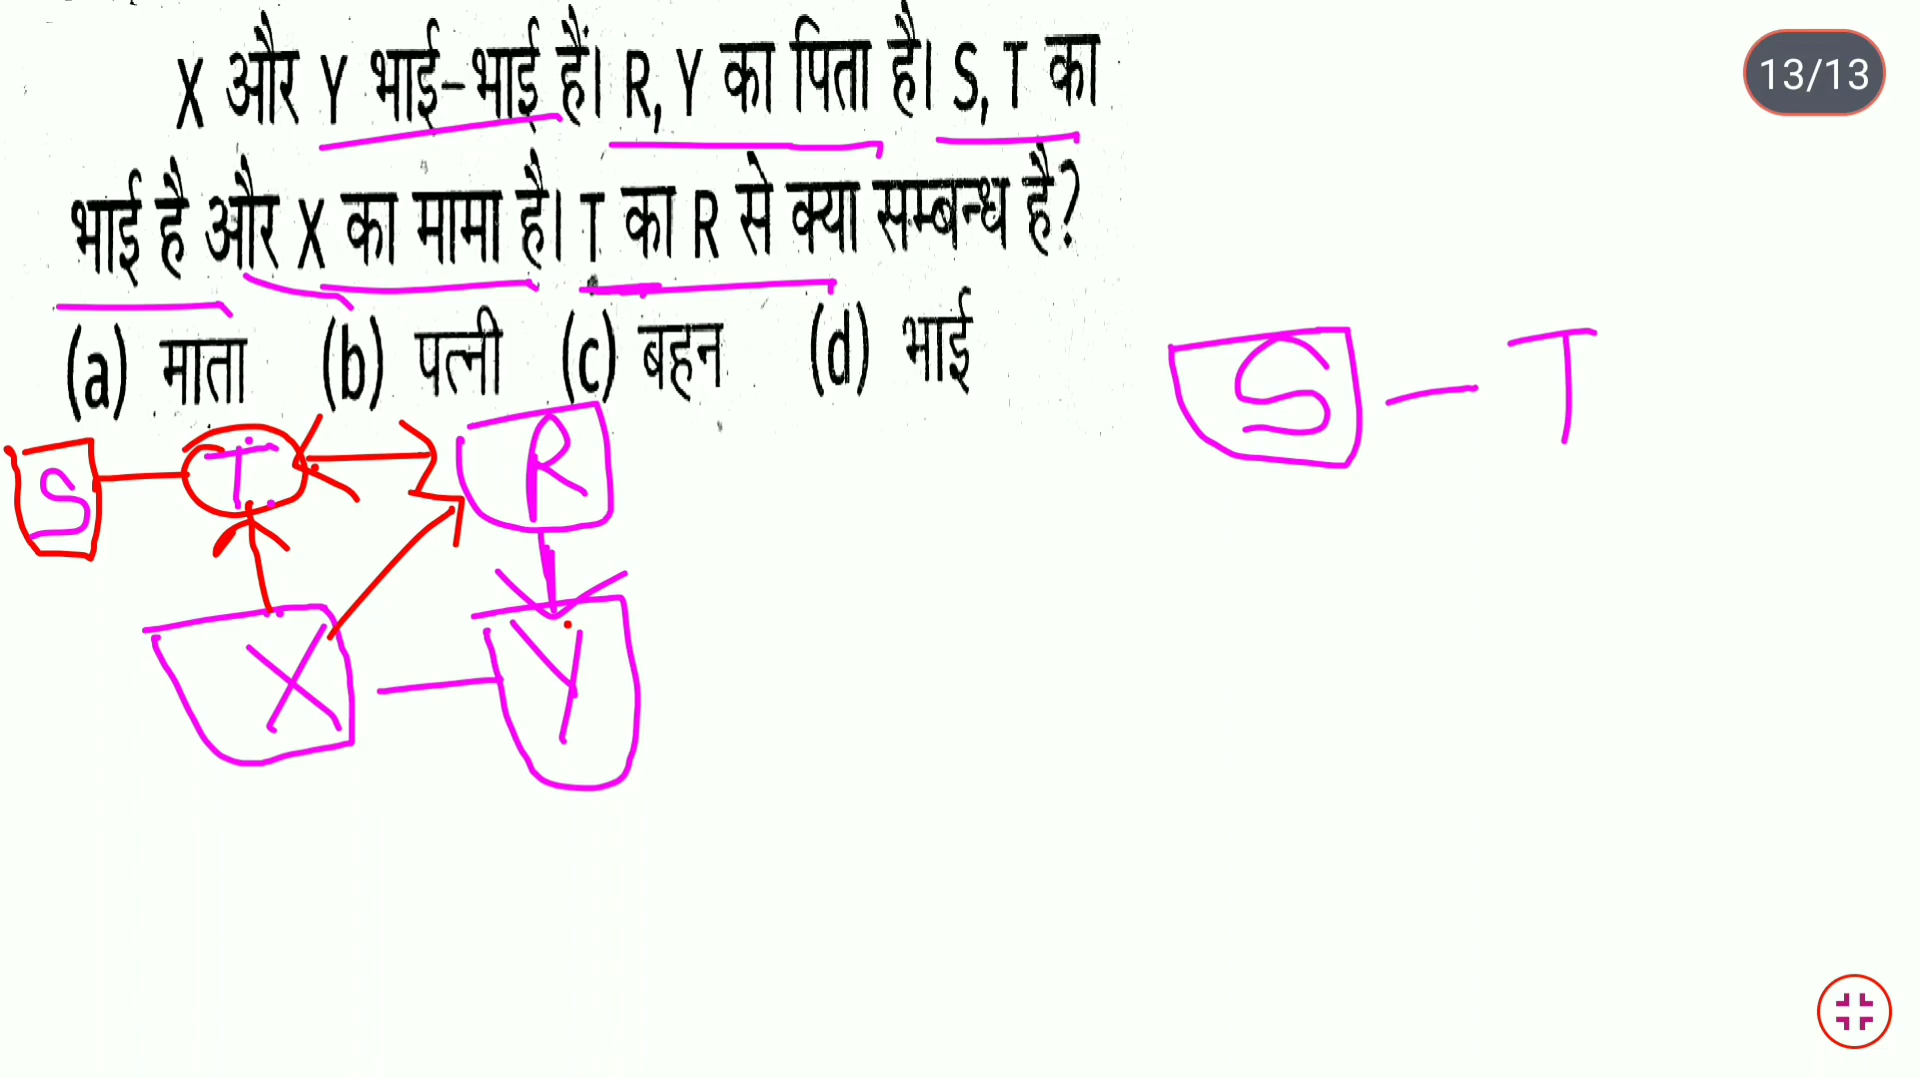 X और Y भाई-भाई हैं। R, Y का पिता है। S, T का
भाई है और X का मामा है। T का R से क्या सम्बन्ध है?
(a) माता (b) पत्नी (c) बहन (d) भाई
13/13
S T
S T R
X Y